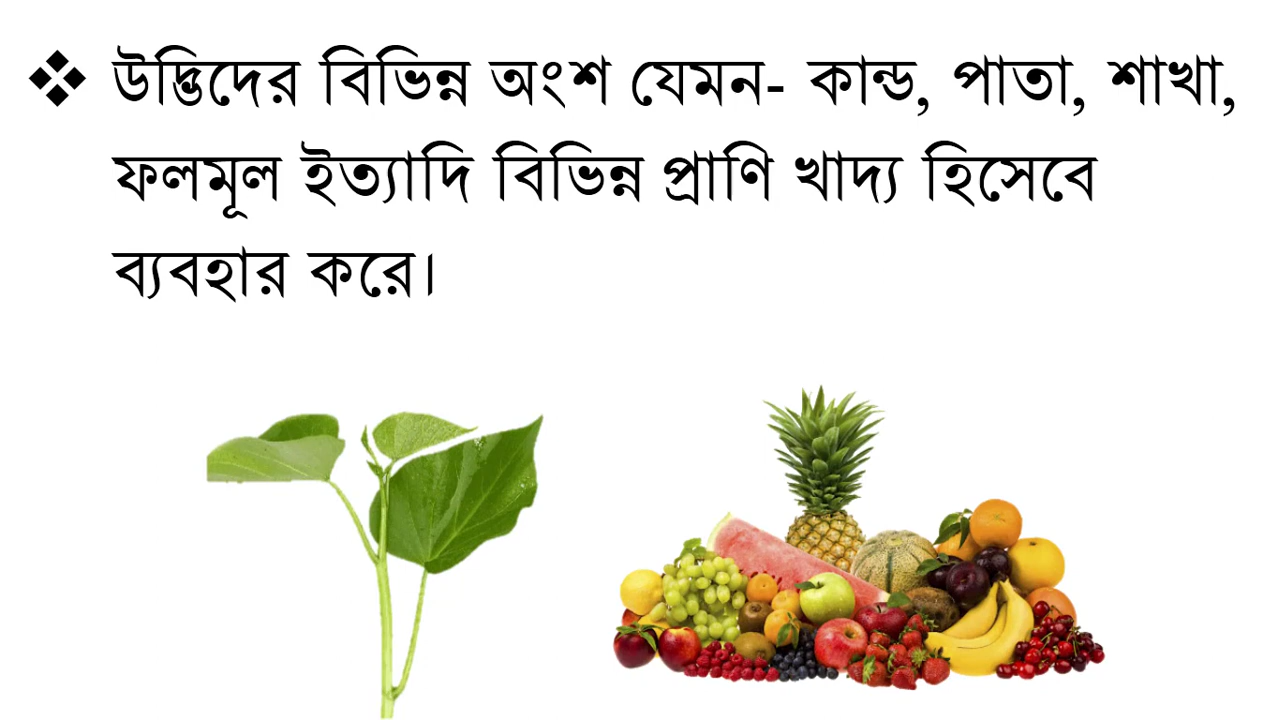 ❖ উদ্ভিদের বিভিন্ন অংশ যেমন- কান্ড, পাতা, শাখা,
ফলমূল ইত্যাদি বিভিন্ন প্রাণি খাদ্য হিসেবে
ব্যবহার করে।